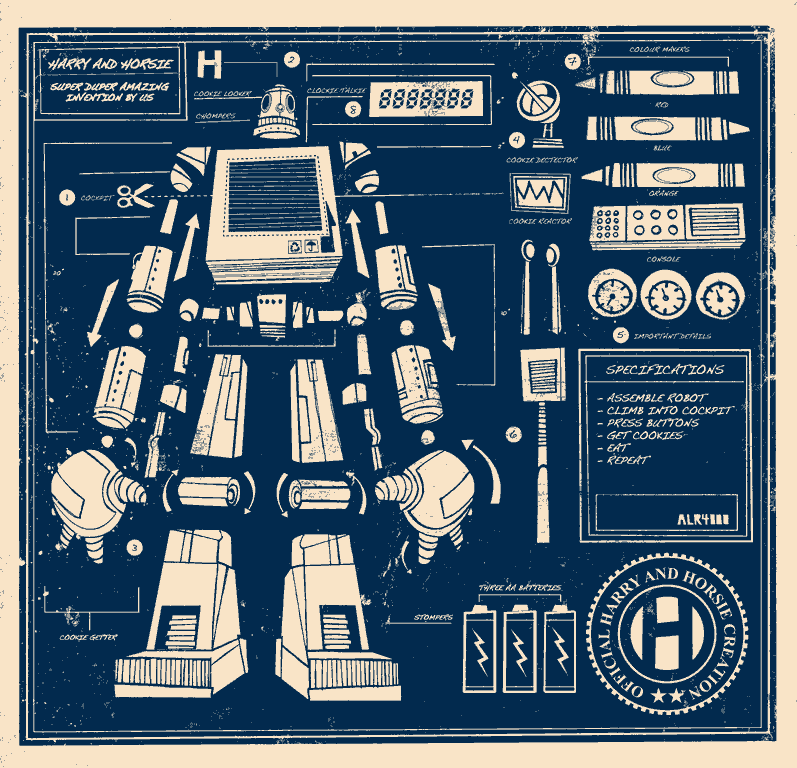 HARRY AND HORSIE
SUPER DUPER AMAZING
INVENTION BY US
H
2
COOKIE LOOKER
CHOMPERS
CLOCKIE TALKIE
8
8888888
7
COLOUR MAKERS
RED
BLUE
ORANGE
4
COOKIE DECTECTOR
COOKIE REACTOR
CONSOLE
1
COCKPIT
5
IMPORTANT DETAILS
6
SPECIFICATIONS
- ASSEMBLE ROBOT
- CLIMB INTO COCKPIT
- PRESS BUTTONS
- GET COOKIES
- EAT
- REPEAT
3
COOKIE GETTER
STOMPERS
THREE AA BATTERIES
OFFICIAL HARRY AND HORSIE CREATION
H